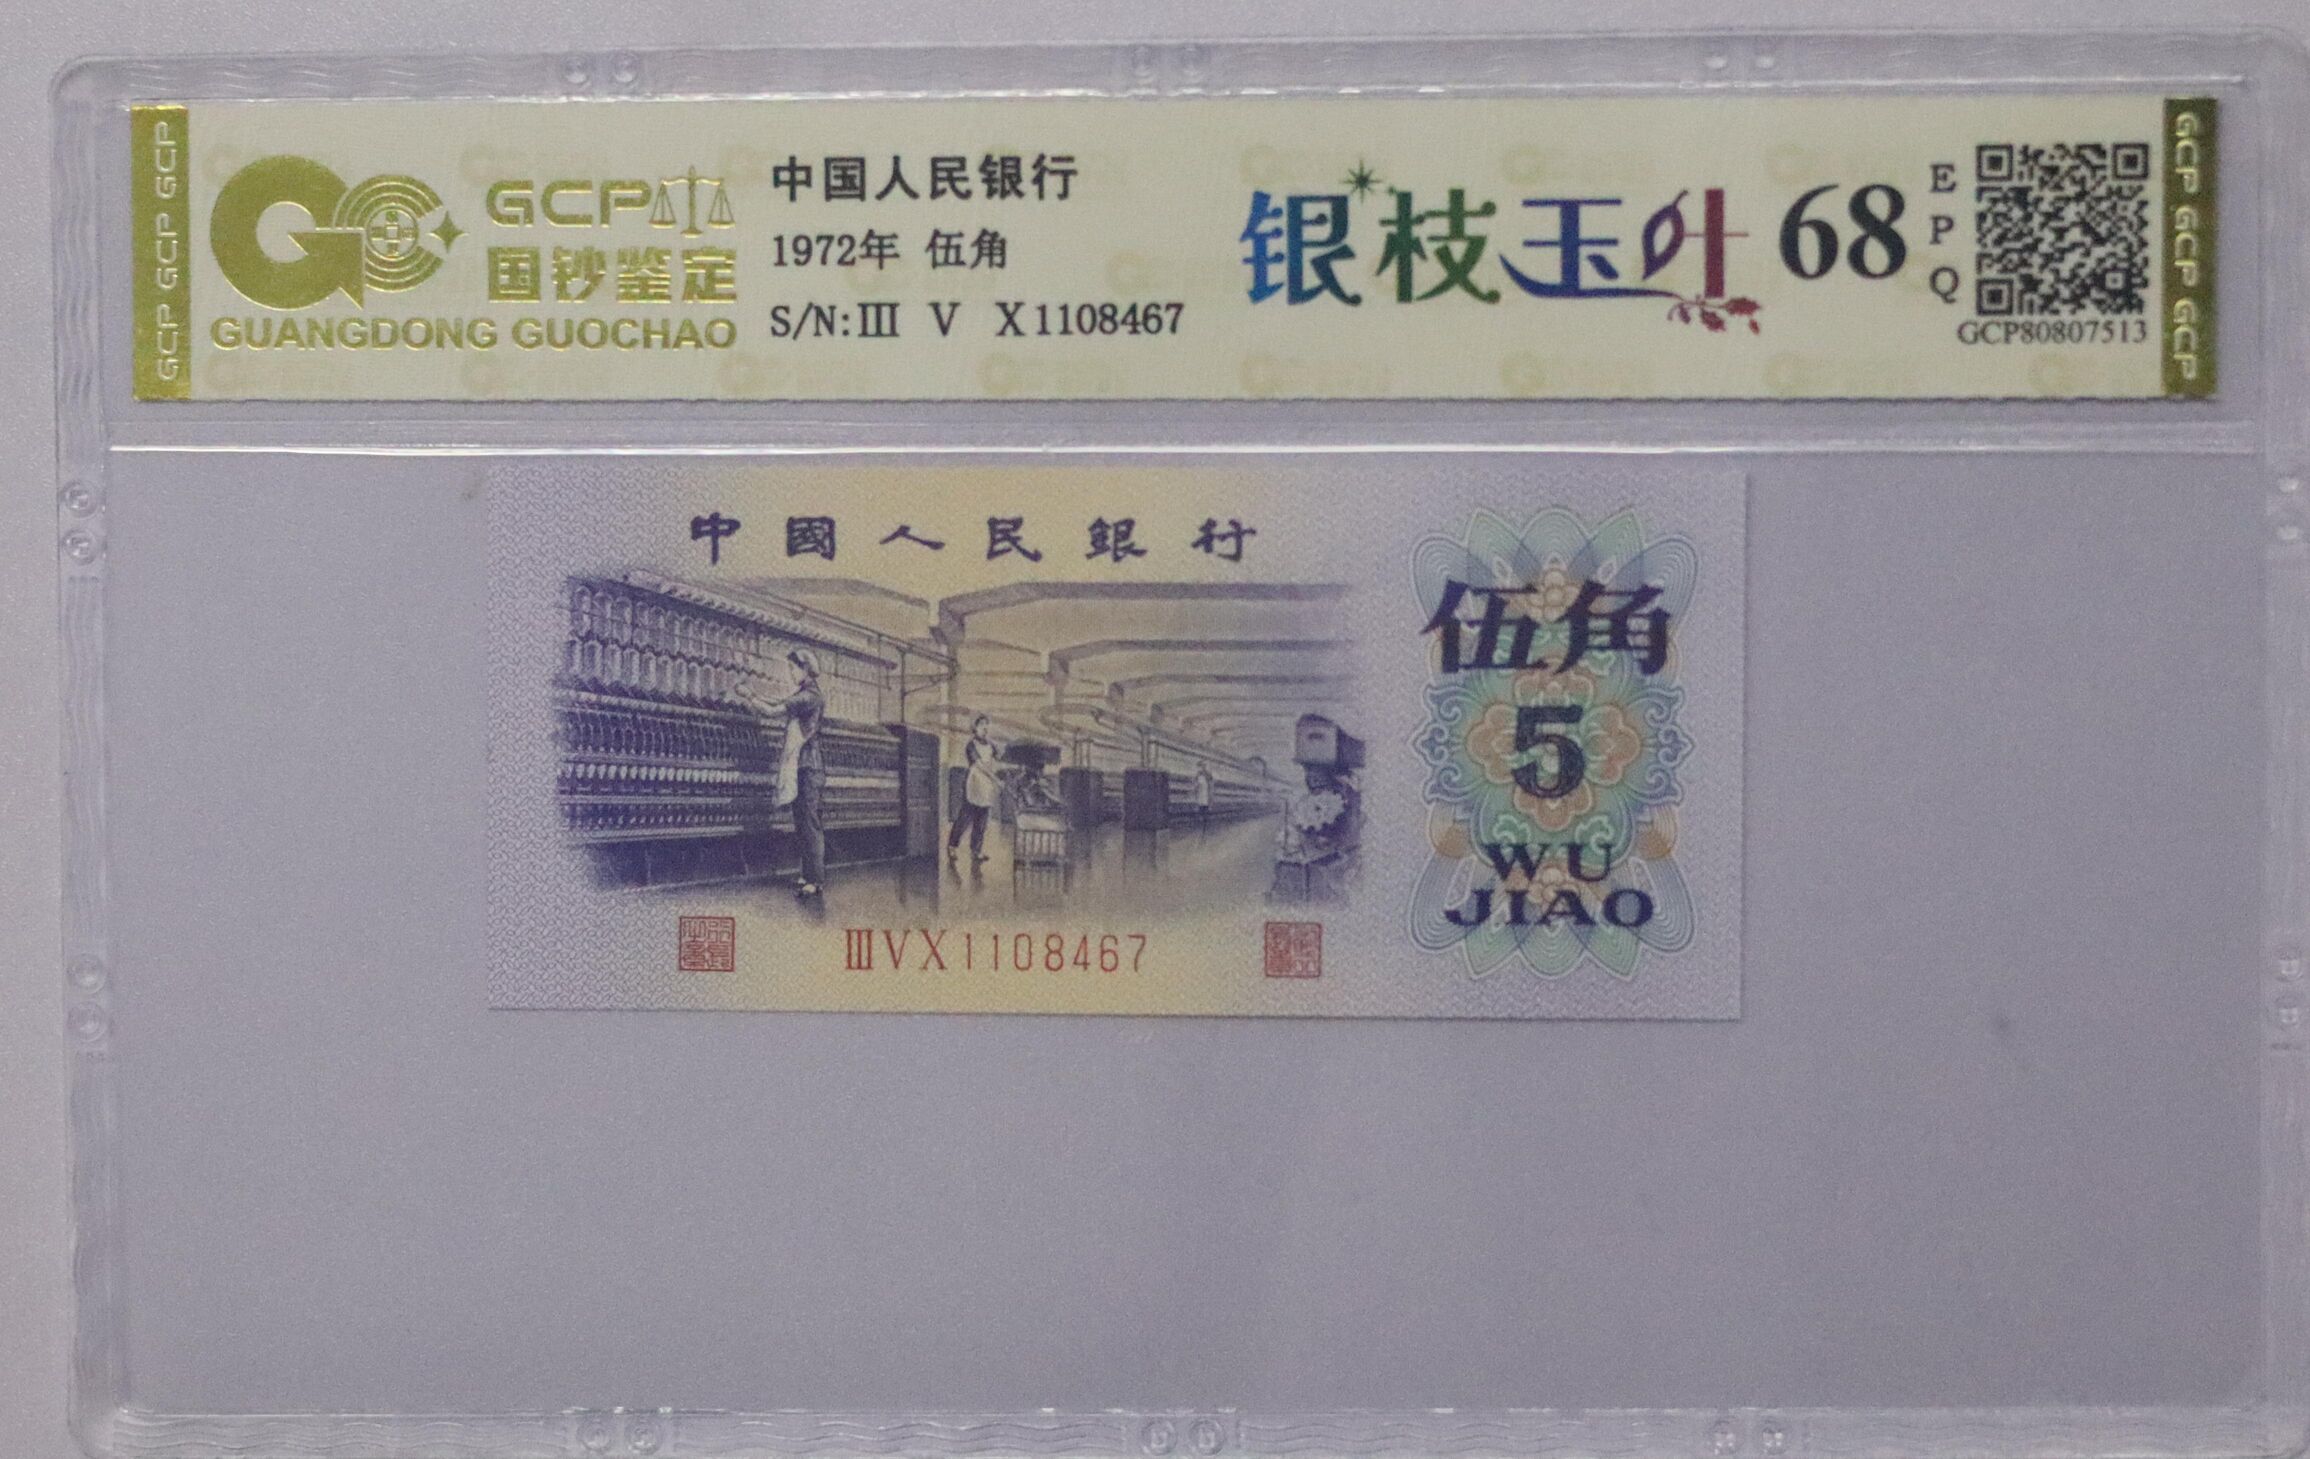 GCP GCP GCP
GCP
国钞鉴定
GUANGDONG GUOCHAO
中国人民银行
1972年 伍角
S/N:Ⅲ V X1108467
银枝玉叶
68
EPQ
GCP80807513
GCP GCP GCP
中國人民銀行
伍角
5
WU
JIAO
ⅢVX1108467